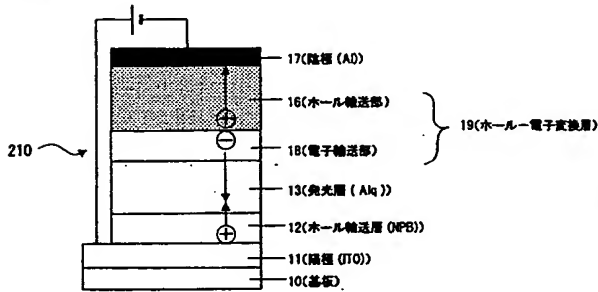 17(陰極(Al))
16(ホール輸送部)
19(ホールー電子変換層)
18(電子輸送部)
210
13(発光層(Alq))
12(ホール輸送層(NPB))
11(陽極(ITO))
10(基板)